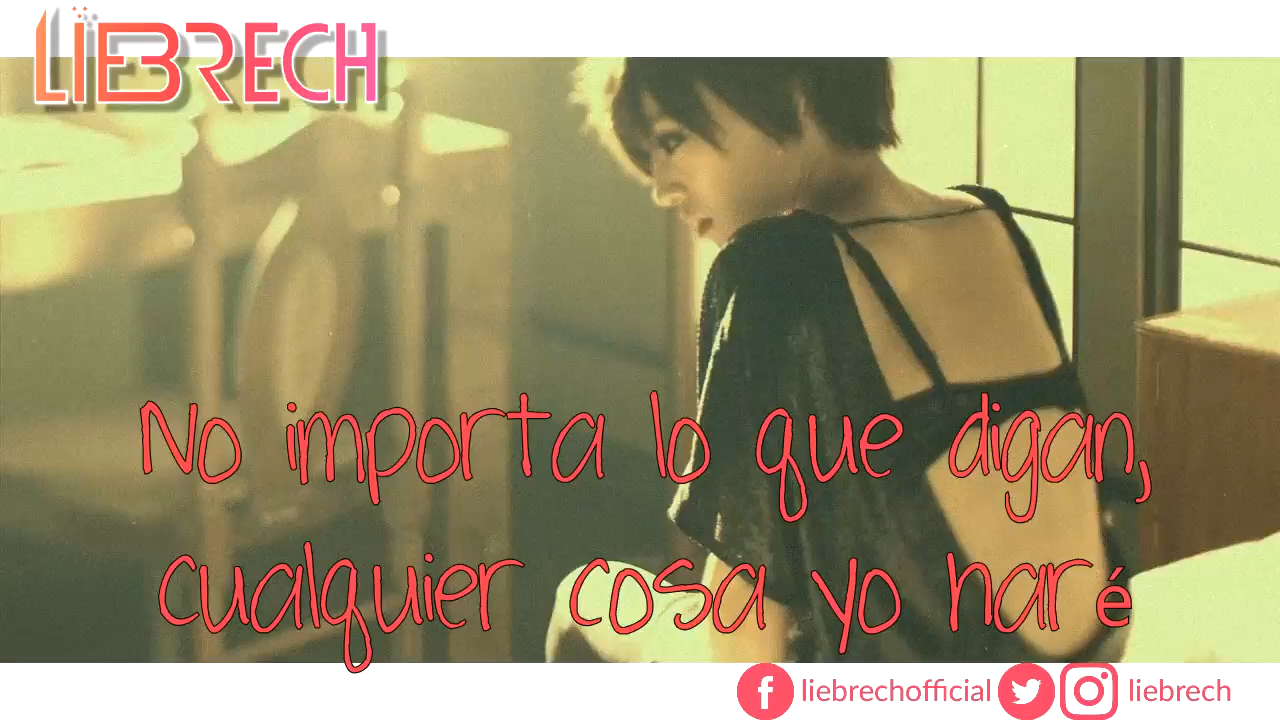 LIEBRECH
No importa lo que digan,
cualquier cosa yo haré
liebrechofficial
liebrech